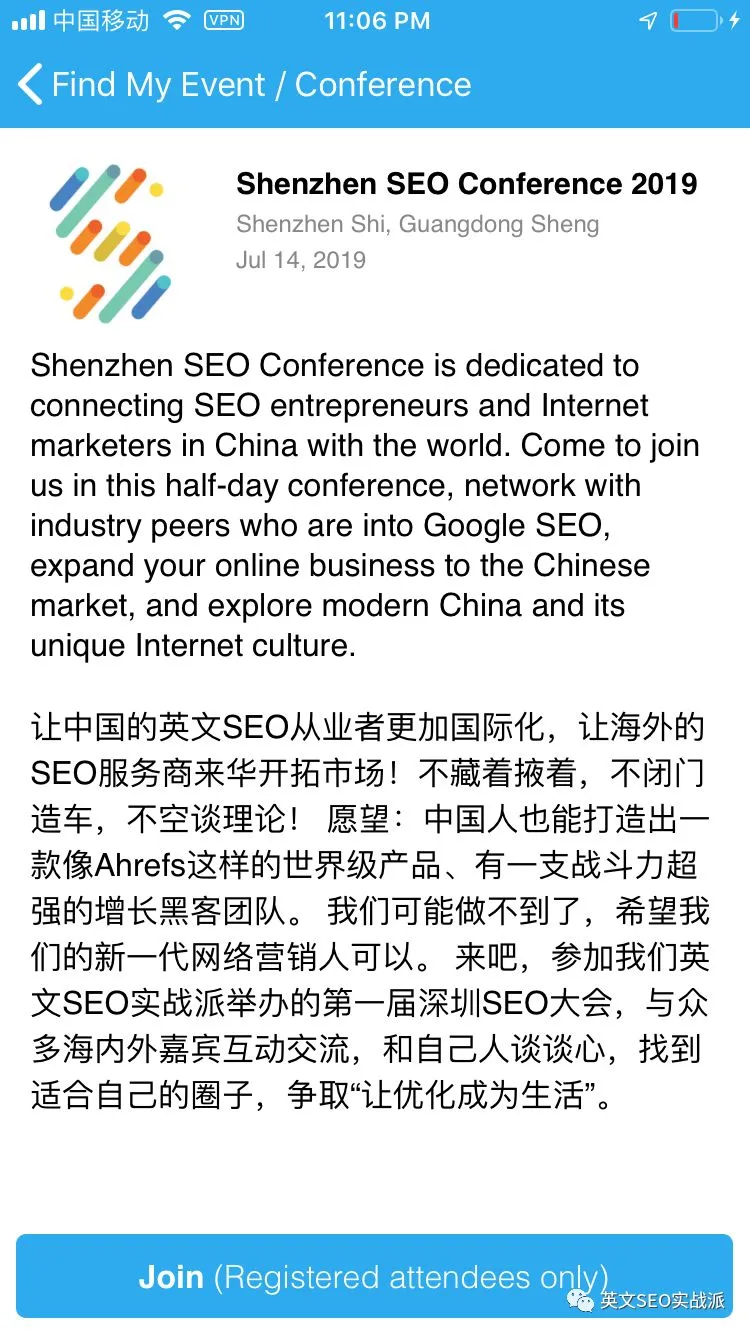 中国移动 VPN 11:06 PM
Find My Event / Conference
Shenzhen SEO Conference 2019
Shenzhen Shi, Guangdong Sheng
Jul 14, 2019
Shenzhen SEO Conference is dedicated to
connecting SEO entrepreneurs and Internet
marketers in China with the world. Come to join
us in this half-day conference, network with
industry peers who are into Google SEO,
expand your online business to the Chinese
market, and explore modern China and its
unique Internet culture.
让中国的英文SEO从业者更加国际化，让海外的
SEO服务商来华开拓市场！不藏着掖着，不闭门
造车，不空谈理论！ 愿望：中国人也能打造出一
款像Ahrefs这样的世界级产品、有一支战斗力超
强的增长黑客团队。 我们可能做不到了，希望我
们的新一代网络营销人可以。 来吧，参加我们英
文SEO实战派举办的第一届深圳SEO大会，与众
多海内外嘉宾互动交流，和自己人谈谈心，找到
适合自己的圈子，争取“让优化成为生活”。
Join (Registered attendees only)
英文SEO实战派